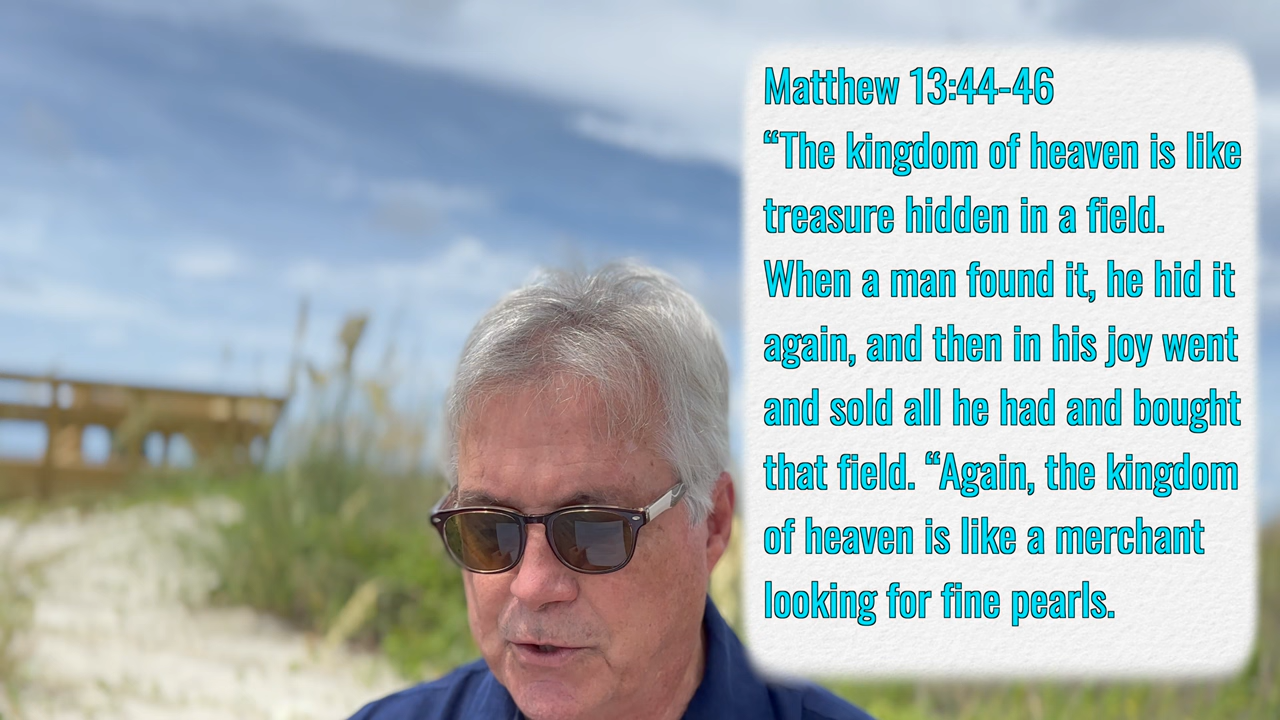 Matthew 13:44-46
“The kingdom of heaven is like
treasure hidden in a field.
When a man found it, he hid it
again, and then in his joy went
and sold all he had and bought
that field. “Again, the kingdom
of heaven is like a merchant
looking for fine pearls.